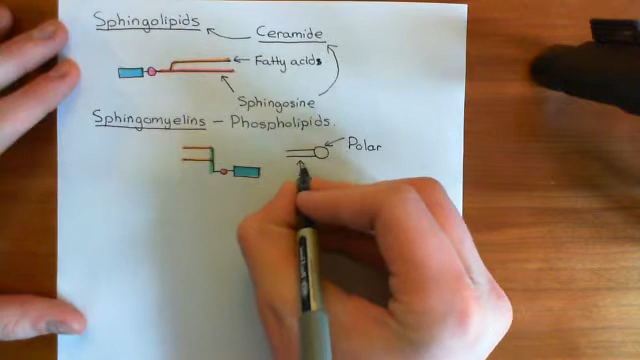 Sphingolipids
Ceramide
Fatty acids
Sphingosine
Sphingomyelins - Phospholipids.
Polar